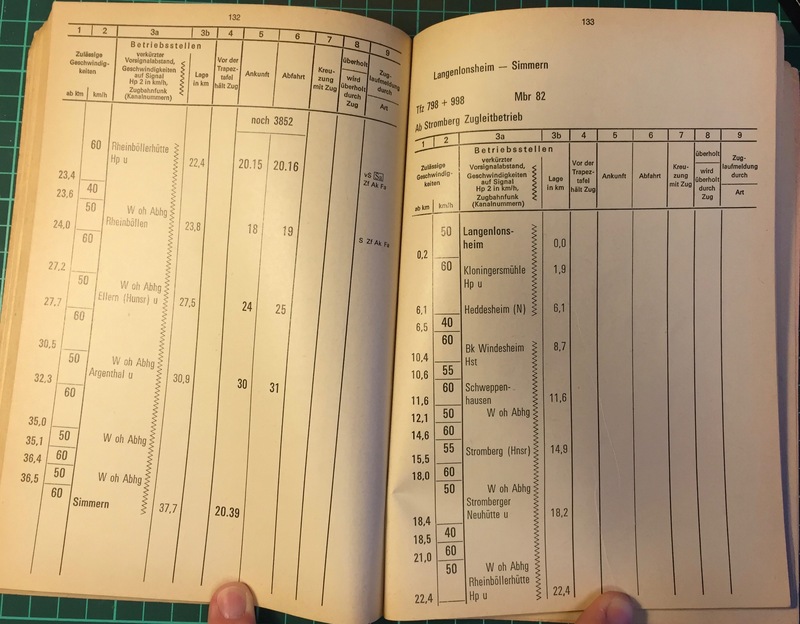 132
1 2 3a 3b 4 5 6 7 8 9
Zulässige Geschwindig- keiten
ab km km/h
Betriebsstellen
verkürzter Vorsignalabstand, Geschwindigkeiten auf Signal Hp 2 in km/h, Zugbahnfunk (Kanalnummern)
Lage in km
Vor der Trapez- tafel hält Zug
Ankunft
Abfahrt
Kreu- zung mit Zug
überholt
wird überholt durch Zug
Zug- laufmeldung durch
Art
noch 3852
60 Rheinböllerhütte
Hp u 22,4 20.15 20.16
23,4 vS Sa
40 Zf Ak Fs
23,6
50 W oh Abhg
24,0 Rheinböllen 23,8 18 19
60 S Zf Ak Fs
27,2
50 W oh Abhg
27,7 Ellern (Hunsr) u 27,5 24 25
60
30,5
50 W oh Abhg
32,3 Argenthal u 30,9 30 31
60
35,0
50 W oh Abhg
35,1
60
36,4
50 W oh Abhg
36,5
60 Simmern 37,7 20.39
133
Langenlonsheim — Simmern
Tfz 798 + 998 Mbr 82
Ab Stromberg Zugleitbetrieb
1 2 3a 3b 4 5 6 7 8 9
Zulässige Geschwindig- keiten
ab km km/h
Betriebsstellen
verkürzter Vorsignalabstand, Geschwindigkeiten auf Signal Hp 2 in km/h, Zugbahnfunk (Kanalnummern)
Lage in km
Vor der Trapez- tafel hält Zug
Ankunft
Abfahrt
Kreu- zung mit Zug
überholt
wird überholt durch Zug
Zug- laufmeldung durch
Art
50 Langenlons-
heim 0,0
0,2
60 Kloningersmühle 1,9
Hp u
6,1 Heddesheim (N) 6,1
40
6,5
60 Bk Windesheim 8,7
10,4 Hst
55
10,6
60 Schweppen-
11,6 hausen 11,6
50 W oh Abhg
12,1
60
14,6
55 Stromberg (Hnsr) 14,9
15,5
60
18,0
50 W oh Abhg
Stromberger
18,4 Neuhütte u 18,2
40
18,5
60
21,0
50 W oh Abhg
Rheinböllerhütte
22,4 Hp u 22,4